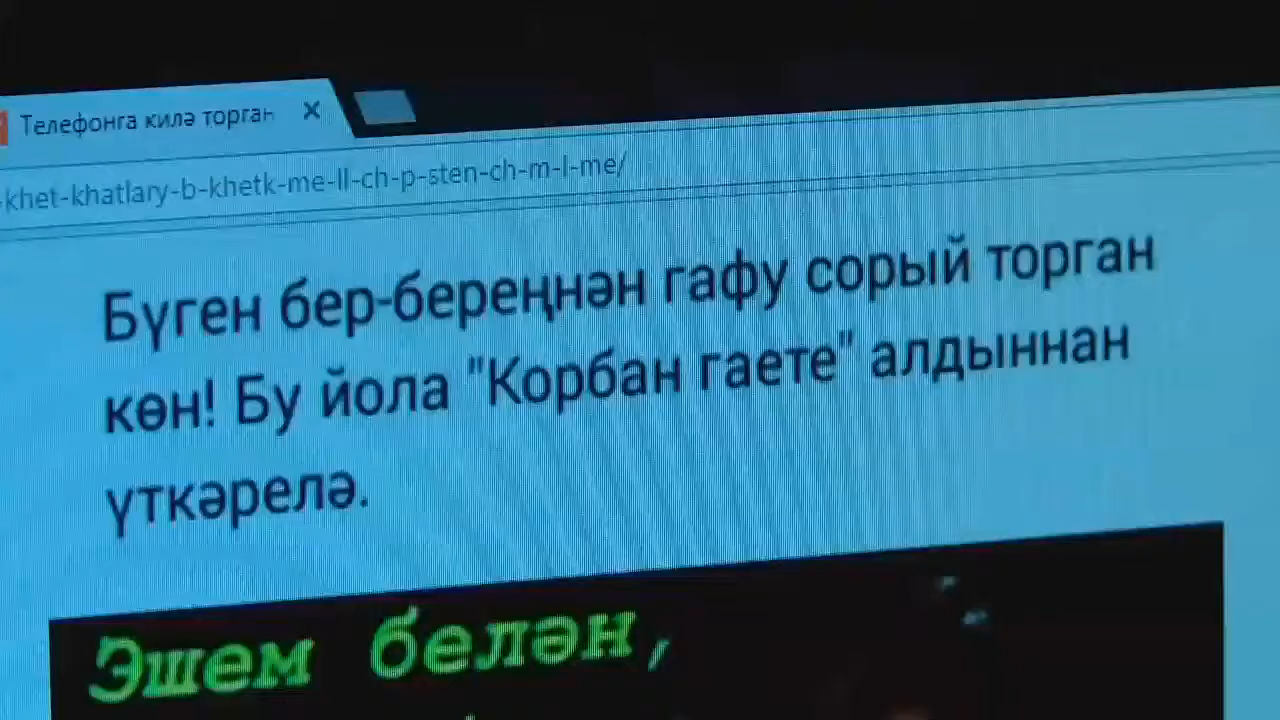 Телефонга килә торган
-khet-khatlary-b-khetk-me-ll-ch-p-sten-ch-m-l-me/
Бүген бер-береңнән гафу сорый торган
көн! Бу йола "Корбан гаете" алдыннан
үткәрелә.
Эшем белән,